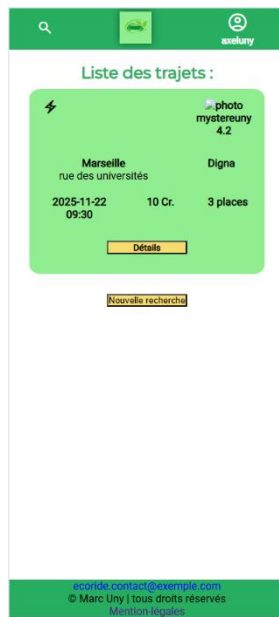 axeluny
Liste des trajets :
photo
mystereuny
4.2
Marseille Digna
rue des universités
2025-11-22 10 Cr. 3 places
09:30
Détails
Nouvelle recherche
ecoride.contact@exemple.com
© Marc Uny | tous droits réservés
Mention-légales